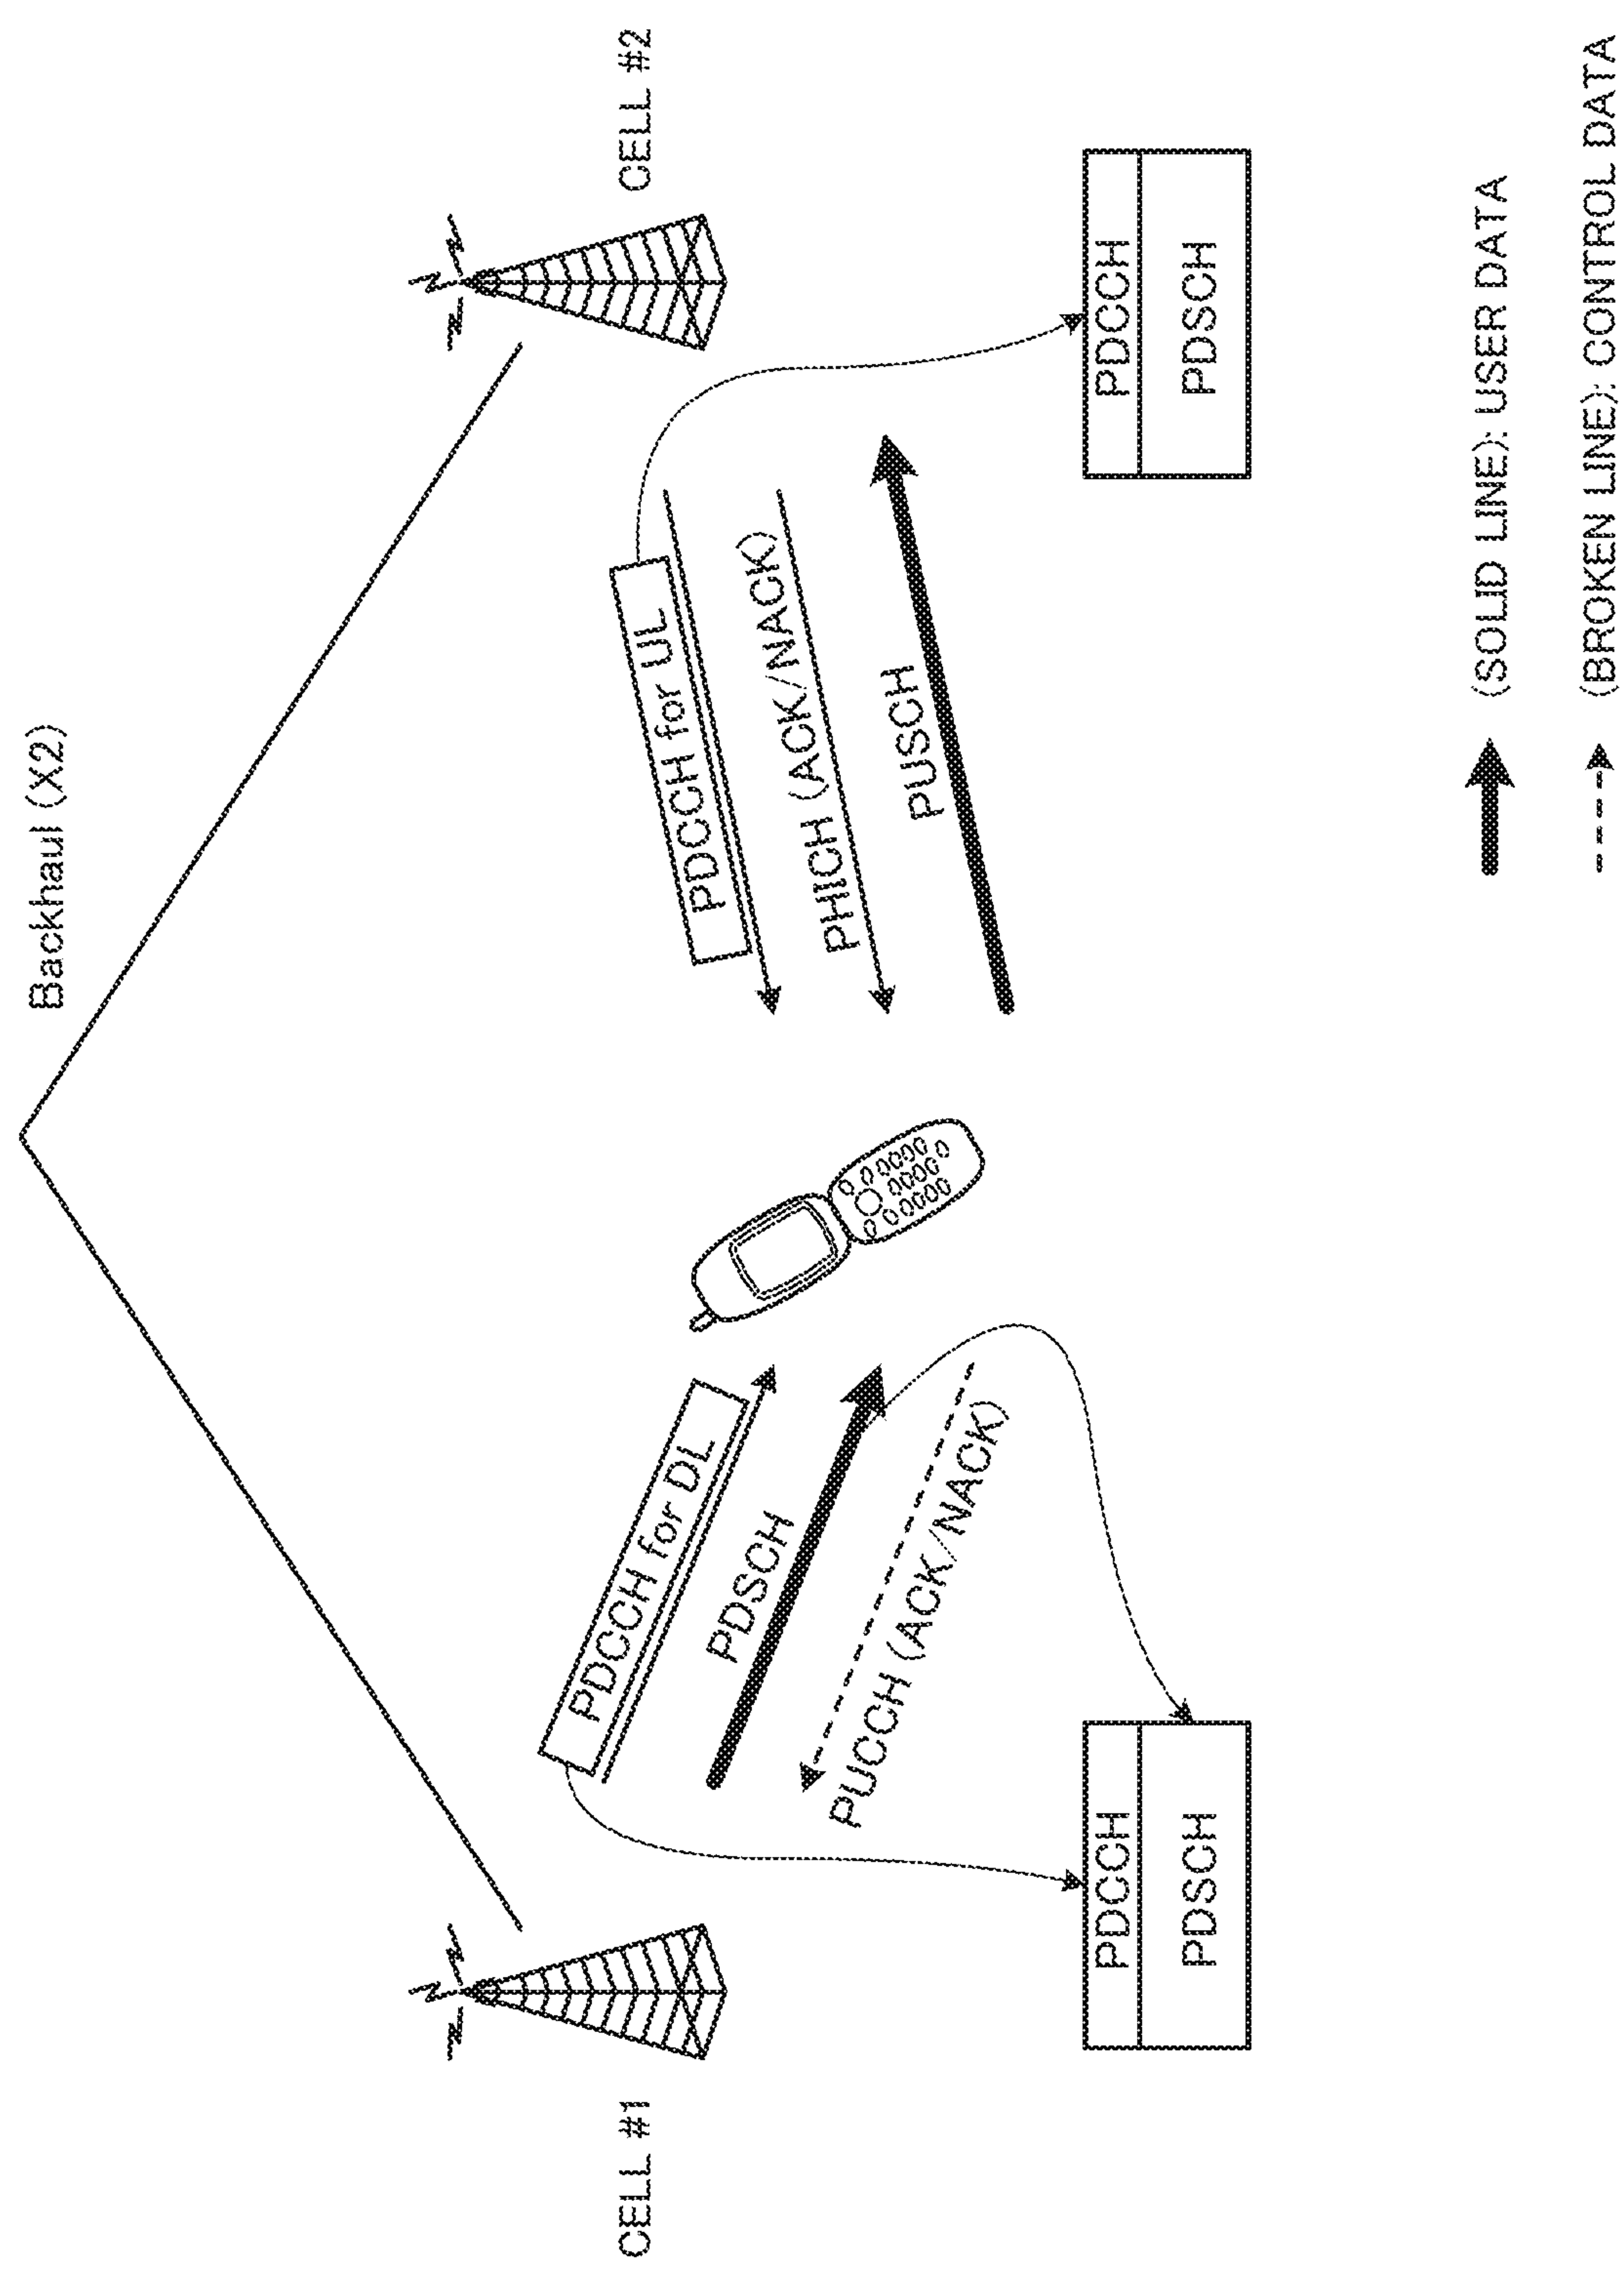 Backhaul (X2)
CELL #1
CELL #2
PDCCH for DL
PDSCH
PUCCH (ACK/NACK)
PDCCH for UL
PHICH (ACK/NACK)
PUSCH
PDCCH
PDSCH
PDCCH
PDSCH
(SOLID LINE): USER DATA
(BROKEN LINE): CONTROL DATA